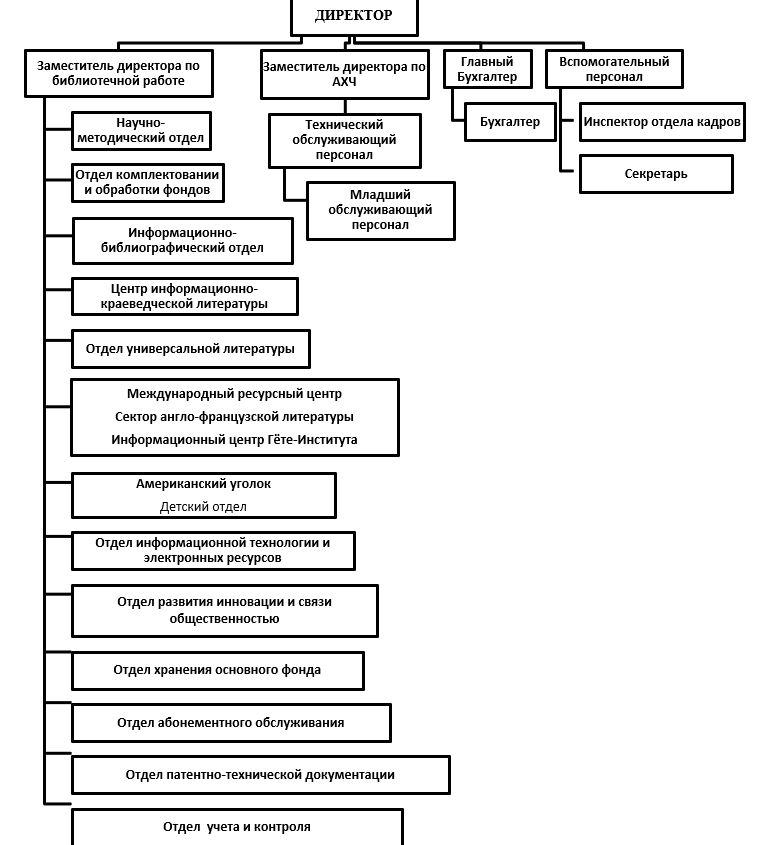 ДИРЕКТОР
Заместитель директора по
библиотечной работе
Заместитель директора по
АХЧ
Главный
Бухгалтер
Вспомогательный
персонал
Научно-
методический отдел
Отдел комплектовании
и обработки фондов
Информационно-
библиографический отдел
Центр информационно-
краеведческой литературы
Отдел универсальной литературы
Международный ресурсный центр
Сектор англо-французской литературы
Информационный центр Гёте-Института
Американский уголок
Детский отдел
Отдел информационной технологии и
электронных ресурсов
Отдел развития инновации и связи
общественностью
Отдел хранения основного фонда
Отдел абонементного обслуживания
Отдел патентно-технической документации
Отдел учета и контроля
Технический
обслуживающий
персонал
Младший
обслуживающий
персонал
Бухгалтер
Инспектор отдела кадров
Секретарь